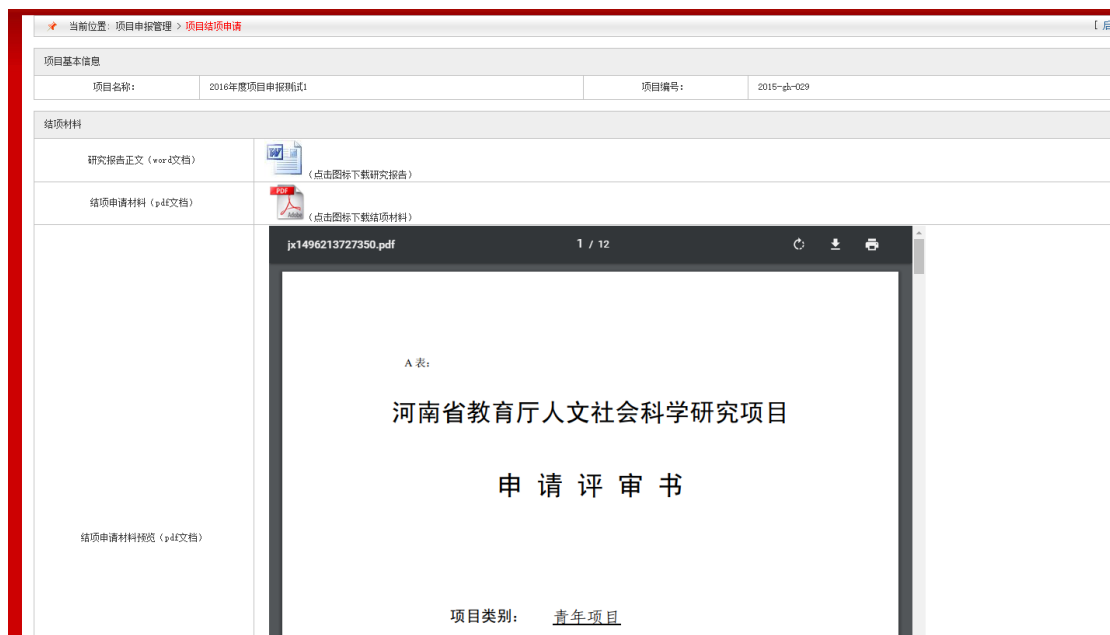 当前位置: 项目申报管理 > 项目结项申请
[ 后
项目基本信息
项目名称: 2016年度项目申报测试1 项目编号: 2015-gh-029
结项材料
研究报告正文(word文档) (点击图标下载研究报告)
结项申请材料(pdf文档) PDF Adobe (点击图标下载结项材料)
jx1496213727350.pdf 1 / 12
A 表:
河南省教育厅人文社会科学研究项目
申 请 评 审 书
结项申请材料预览(pdf文档)
项目类别: 青年项目